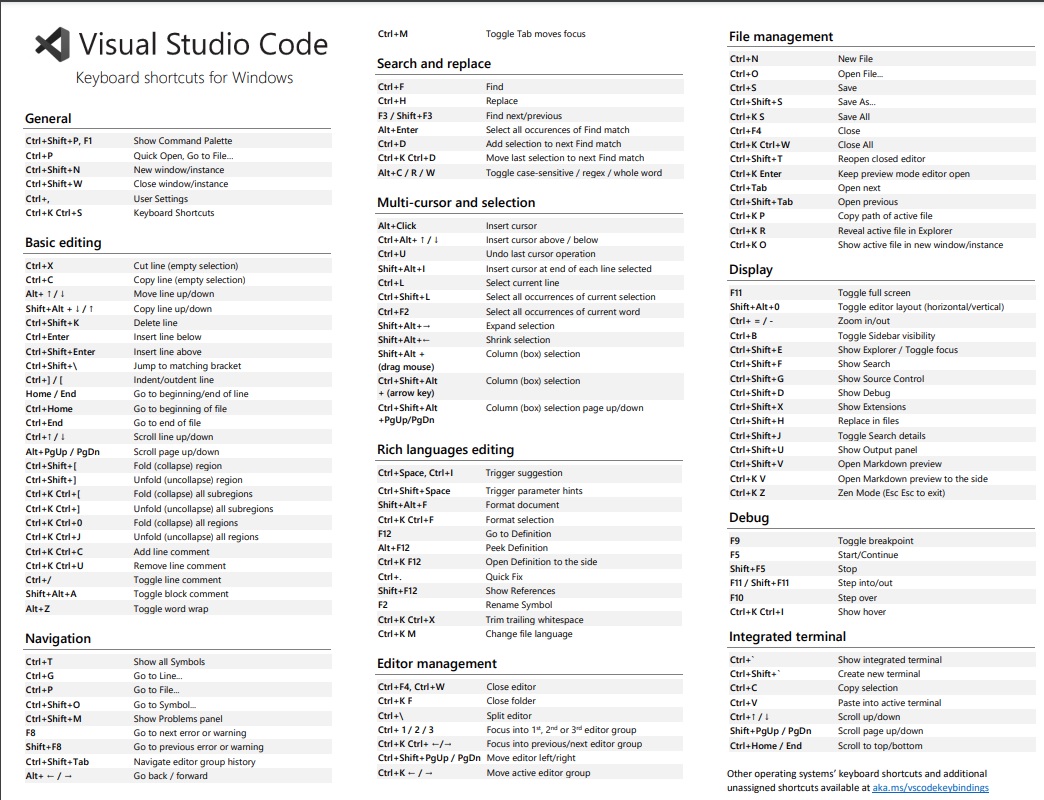 Visual Studio Code
Keyboard shortcuts for Windows
General
Ctrl+Shift+P, F1 Show Command Palette
Ctrl+P Quick Open, Go to File…
Ctrl+Shift+N New window/instance
Ctrl+Shift+W Close window/instance
Ctrl+, User Settings
Ctrl+K Ctrl+S Keyboard Shortcuts
Basic editing
Ctrl+X Cut line (empty selection)
Ctrl+C Copy line (empty selection)
Alt+ ↑ / ↓ Move line up/down
Shift+Alt + ↓ / ↑ Copy line up/down
Ctrl+Shift+K Delete line
Ctrl+Enter Insert line below
Ctrl+Shift+Enter Insert line above
Ctrl+Shift+\ Jump to matching bracket
Ctrl+] / [ Indent/outdent line
Home / End Go to beginning/end of line
Ctrl+Home Go to beginning of file
Ctrl+End Go to end of file
Ctrl+↑ / ↓ Scroll line up/down
Alt+PgUp / PgDn Scroll page up/down
Ctrl+Shift+[ Fold (collapse) region
Ctrl+Shift+] Unfold (uncollapse) region
Ctrl+K Ctrl+[ Fold (collapse) all subregions
Ctrl+K Ctrl+] Unfold (uncollapse) all subregions
Ctrl+K Ctrl+0 Fold (collapse) all regions
Ctrl+K Ctrl+J Unfold (uncollapse) all regions
Ctrl+K Ctrl+C Add line comment
Ctrl+K Ctrl+U Remove line comment
Ctrl+/ Toggle line comment
Shift+Alt+A Toggle block comment
Alt+Z Toggle word wrap
Navigation
Ctrl+T Show all Symbols
Ctrl+G Go to Line...
Ctrl+P Go to File...
Ctrl+Shift+O Go to Symbol...
Ctrl+Shift+M Show Problems panel
F8 Go to next error or warning
Shift+F8 Go to previous error or warning
Ctrl+Shift+Tab Navigate editor group history
Alt+ ← / → Go back / forward
Ctrl+M Toggle Tab moves focus
Search and replace
Ctrl+F Find
Ctrl+H Replace
F3 / Shift+F3 Find next/previous
Alt+Enter Select all occurences of Find match
Ctrl+D Add selection to next Find match
Ctrl+K Ctrl+D Move last selection to next Find match
Alt+C / R / W Toggle case-sensitive / regex / whole word
Multi-cursor and selection
Alt+Click Insert cursor
Ctrl+Alt+ ↑ / ↓ Insert cursor above / below
Ctrl+U Undo last cursor operation
Shift+Alt+I Insert cursor at end of each line selected
Ctrl+L Select current line
Ctrl+Shift+L Select all occurrences of current selection
Ctrl+F2 Select all occurrences of current word
Shift+Alt+→ Expand selection
Shift+Alt+← Shrink selection
Shift+Alt + Column (box) selection
(drag mouse)
Ctrl+Shift+Alt Column (box) selection
+ (arrow key)
Ctrl+Shift+Alt Column (box) selection page up/down
+PgUp/PgDn
Rich languages editing
Ctrl+Space, Ctrl+I Trigger suggestion
Ctrl+Shift+Space Trigger parameter hints
Shift+Alt+F Format document
Ctrl+K Ctrl+F Format selection
F12 Go to Definition
Alt+F12 Peek Definition
Ctrl+K F12 Open Definition to the side
Ctrl+. Quick Fix
Shift+F12 Show References
F2 Rename Symbol
Ctrl+K Ctrl+X Trim trailing whitespace
Ctrl+K M Change file language
Editor management
Ctrl+F4, Ctrl+W Close editor
Ctrl+K F Close folder
Ctrl+\ Split editor
Ctrl+ 1 / 2 / 3 Focus into 1st, 2nd or 3rd editor group
Ctrl+K Ctrl+ ←/→ Focus into previous/next editor group
Ctrl+Shift+PgUp / PgDn Move editor left/right
Ctrl+K ← / → Move active editor group
File management
Ctrl+N New File
Ctrl+O Open File...
Ctrl+S Save
Ctrl+Shift+S Save As...
Ctrl+K S Save All
Ctrl+F4 Close
Ctrl+K Ctrl+W Close All
Ctrl+Shift+T Reopen closed editor
Ctrl+K Enter Keep preview mode editor open
Ctrl+Tab Open next
Ctrl+Shift+Tab Open previous
Ctrl+K P Copy path of active file
Ctrl+K R Reveal active file in Explorer
Ctrl+K O Show active file in new window/instance
Display
F11 Toggle full screen
Shift+Alt+0 Toggle editor layout (horizontal/vertical)
Ctrl+ = / - Zoom in/out
Ctrl+B Toggle Sidebar visibility
Ctrl+Shift+E Show Explorer / Toggle focus
Ctrl+Shift+F Show Search
Ctrl+Shift+G Show Source Control
Ctrl+Shift+D Show Debug
Ctrl+Shift+X Show Extensions
Ctrl+Shift+H Replace in files
Ctrl+Shift+J Toggle Search details
Ctrl+Shift+U Show Output panel
Ctrl+Shift+V Open Markdown preview
Ctrl+K V Open Markdown preview to the side
Ctrl+K Z Zen Mode (Esc Esc to exit)
Debug
F9 Toggle breakpoint
F5 Start/Continue
Shift+F5 Stop
F11 / Shift+F11 Step into/out
F10 Step over
Ctrl+K Ctrl+I Show hover
Integrated terminal
Ctrl+` Show integrated terminal
Ctrl+Shift+` Create new terminal
Ctrl+C Copy selection
Ctrl+V Paste into active terminal
Ctrl+↑ / ↓ Scroll up/down
Shift+PgUp / PgDn Scroll page up/down
Ctrl+Home / End Scroll to top/bottom
Other operating systems' keyboard shortcuts and additional
unassigned shortcuts available at aka.ms/vscodekeybindings